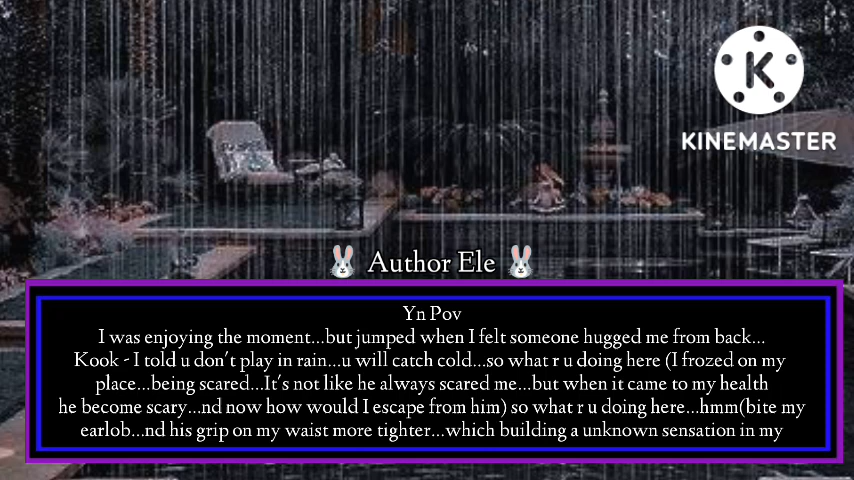 KINEMASTER
🐰 Author Ele 🐰
Yn Pov
I was enjoying the moment...but jumped when I felt someone hugged me from back...
Kook - I told u don't play in rain...u will catch cold...so what r u doing here (I frozed on my
place...being scared...It's not like he always scared me...but when it came to my health
he become scary...nd now how would I escape from him) so what r u doing here...hmm(bite my
earlob...nd his grip on my waist more tighter...which building a unknown sensation in my